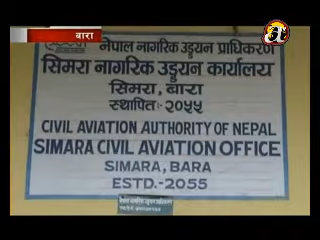 बारा
नेपाल नागरिक उड्डयन प्राधिकरण
सिमरा नागरिक उड्डयन कार्यालय
सिमरा, बारा
स्थापित:- २०५५
CIVIL AVIATION AUTHORITY OF NEPAL
SIMARA CIVIL AVIATION OFFICE
SIMARA, BARA
ESTD.-2055